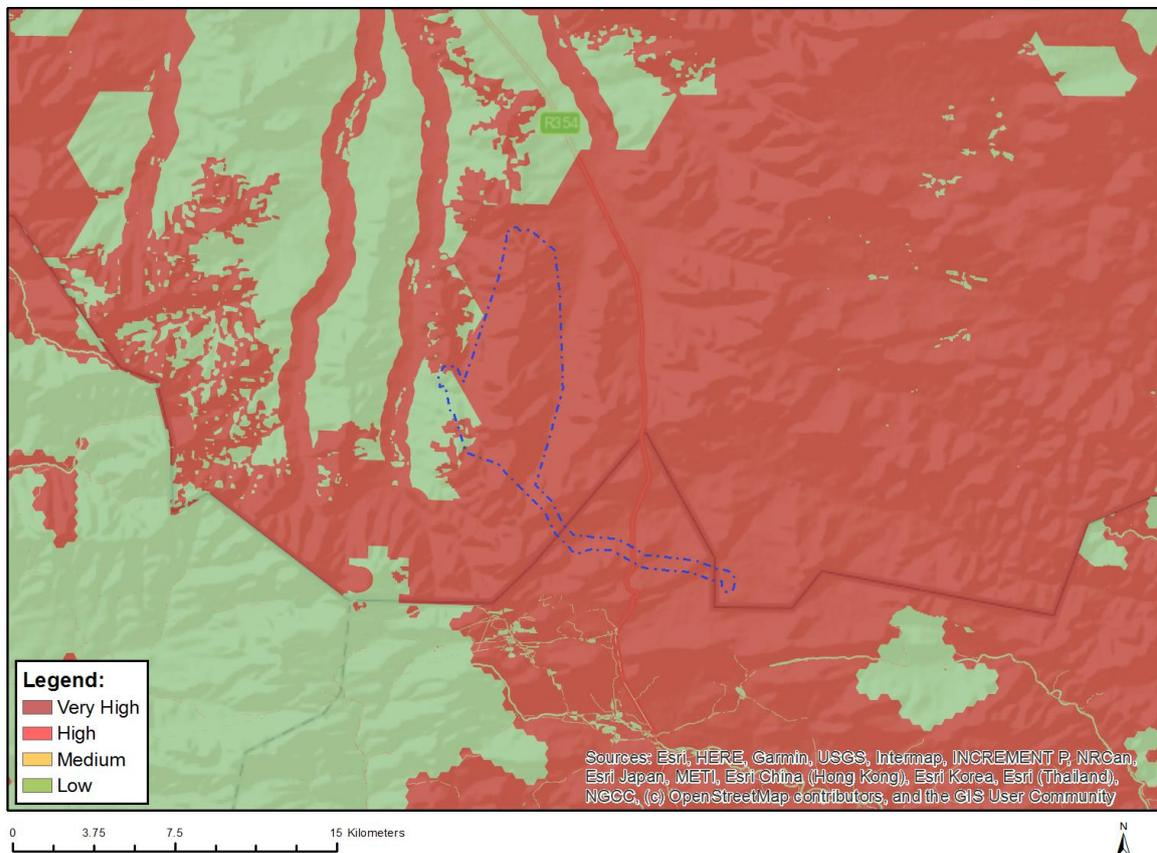 R354
Legend:
Very High
High
Medium
Low
Sources: Esri, HERE, Garmin, USGS, Intermap, INCREMENT P, NRCan,
Esri Japan, METI, Esri China (Hong Kong), Esri Korea, Esri (Thailand),
NGCC, (c) OpenStreetMap contributors, and the GIS User Community
0 3.75 7.5 15 Kilometers
N